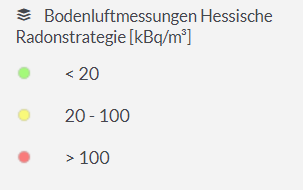 Bodenluftmessungen Hessische
Radonstrategie [kBq/m³]
< 20
20 - 100
> 100